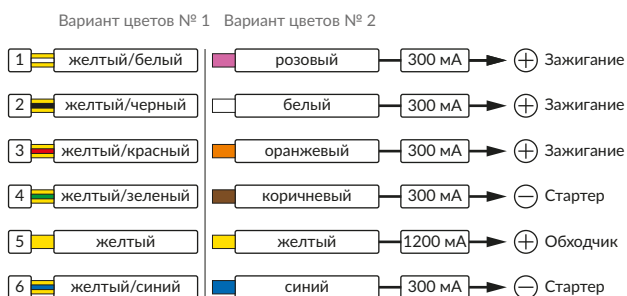 Вариант цветов № 1 Вариант цветов № 2
1 желтый/белый розовый 300 мА + Зажигание
2 желтый/черный белый 300 мА + Зажигание
3 желтый/красный оранжевый 300 мА + Зажигание
4 желтый/зеленый коричневый 300 мА − Стартер
5 желтый желтый 1200 мА + Обходчик
6 желтый/синий синий 300 мА − Стартер